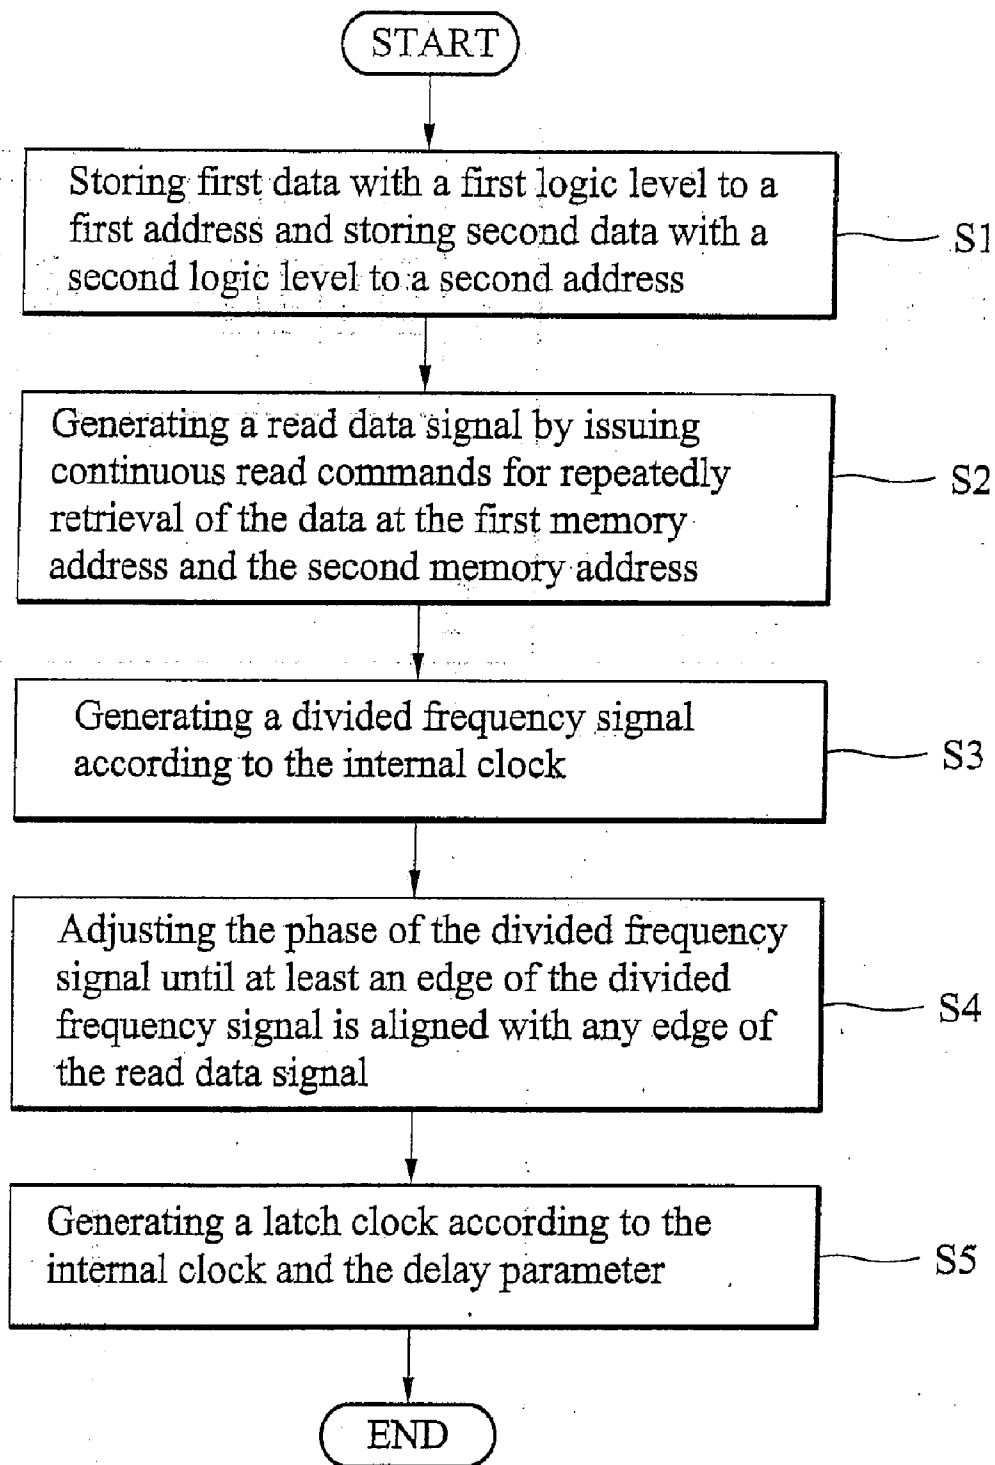 START
Storing first data with a first logic level to a
first address and storing second data with a
second logic level to a second address
S1
Generating a read data signal by issuing
continuous read commands for repeatedly
retrieval of the data at the first memory
address and the second memory address
S2
Generating a divided frequency signal
according to the internal clock
S3
Adjusting the phase of the divided frequency
signal until at least an edge of the divided
frequency signal is aligned with any edge of
the read data signal
S4
Generating a latch clock according to the
internal clock and the delay parameter
S5
END